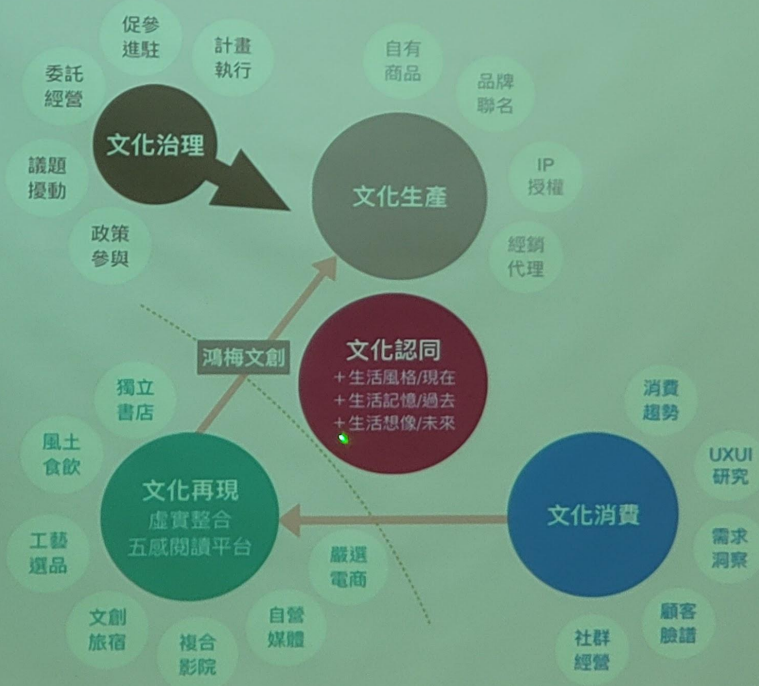 促參
進駐
計畫
執行
委託
經營
文化治理
議題
擾動
政策
參與
自有
商品
品牌
聯名
文化生產
IP
授權
經銷
代理
鴻梅文創
文化認同
+生活風格/現在
+生活記憶/過去
+生活想像/未來
獨立
書店
風土
食飲
文化再現
虛實整合
五感閱讀平台
工藝
選品
文創
旅宿
複合
影院
自營
媒體
嚴選
電商
消費
趨勢
文化消費
UXUI
研究
需求
洞察
顧客
臉譜
社群
經營